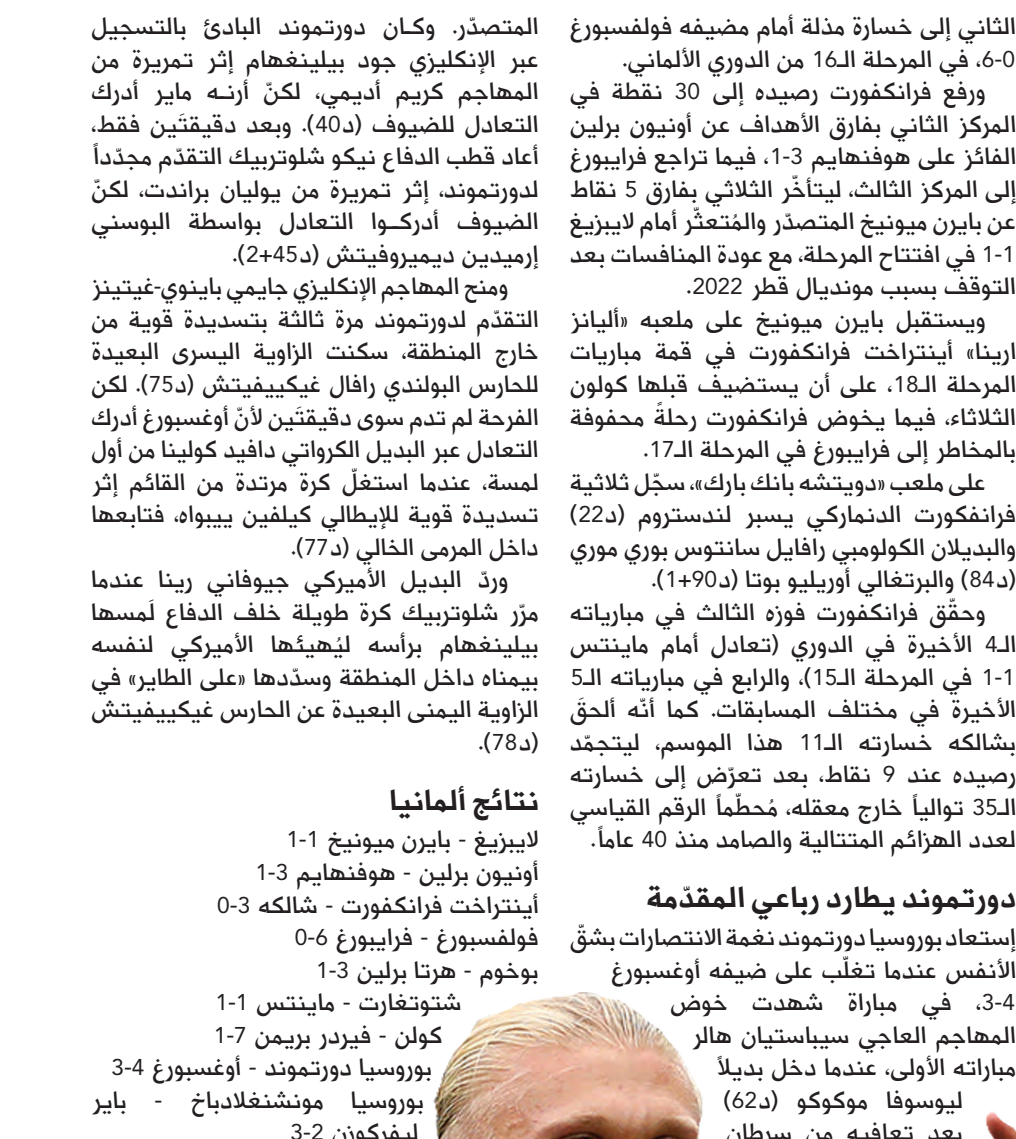 الثاني إلى خسارة مذلة أمام مضيفه فولفسبورغ
0-6، في المرحلة الـ16 من الدوري الألماني.
ورفع فرانكفورت رصيده إلى 30 نقطة في
المركز الثاني بفارق الأهداف عن أونيون برلين
الفائز على هوفنهايم 3-1، فيما تراجع فرايبورغ
إلى المركز الثالث، ليتأخّر الثلاثي بفارق 5 نقاط
عن بايرن ميونيخ المتصدّر والمُتعثّر أمام لايبزيغ
1-1 في افتتاح المرحلة، مع عودة المنافسات بعد
التوقف بسبب مونديال قطر 2022.
ويستقبل بايرن ميونيخ على ملعبه «أليانز
ارينا» أينتراخت فرانكفورت في قمة مباريات
المرحلة الـ18، على أن يستضيف قبلها كولون
الثلاثاء، فيما يخوض فرانكفورت رحلةً محفوفة
بالمخاطر إلى فرايبورغ في المرحلة الـ17.
على ملعب «دويتشه بانك بارك»، سجّل ثلاثية
فرانفكورت الدنماركي يسبر لندستروم (د22)
والبديلان الكولومبي رافايل سانتوس بوري موري
(د84) والبرتغالي أوريليو بوتا (د90+1).
وحقّق فرانكفورت فوزه الثالث في مبارياته
الـ4 الأخيرة في الدوري (تعادل أمام ماينتس
1-1 في المرحلة الـ15)، والرابع في مبارياته الـ5
الأخيرة في مختلف المسابقات. كما أنّه ألحقَ
بشالكه خسارته الـ11 هذا الموسم، ليتجمّد
رصيده عند 9 نقاط، بعد تعرّض إلى خسارته
الـ35 توالياً خارج معقله، مُحطّماً الرقم القياسي
لعدد الهزائم المتتالية والصامد منذ 40 عاماً.
دورتموند يطارد رباعي المقدّمة
إستعاد بوروسيا دورتموند نغمة الانتصارات بشقّ
الأنفس عندما تغلّب على ضيفه أوغسبورغ
4-3، في مباراة شهدت خوض
المهاجم العاجي سيباستيان هالر
مباراته الأولى، عندما دخل بديلاً
ليوسوفا موكوكو (د62)
بعد تعافيه من سرطان
المتصدّر. وكـان دورتموند البادئ بالتسجيل
عبر الإنكليزي جود بيلينغهام إثر تمريرة من
المهاجم كريم أديمي، لكنّ أرنـه ماير أدرك
التعادل للضيوف (د40). وبعد دقيقتَين فقط،
أعاد قطب الدفاع نيكو شلوتربيك التقدّم مجدّداً
لدورتموند، إثر تمريرة من يوليان براندت، لكنّ
الضيوف أدركـوا التعادل بواسطة البوسني
إرميدين ديميروفيتش (د45+2).
ومنح المهاجم الإنكليزي جايمي باينوي-غيتينز
التقدّم لدورتموند مرة ثالثة بتسديدة قوية من
خارج المنطقة، سكنت الزاوية اليسرى البعيدة
للحارس البولندي رافال غيكييفيتش (د75). لكن
الفرحة لم تدم سوى دقيقتَين لأنّ أوغسبورغ أدرك
التعادل عبر البديل الكرواتي دافيد كولينا من أول
لمسة، عندما استغلّ كرة مرتدة من القائم إثر
تسديدة قوية للإيطالي كيلفين ييبواه، فتابعها
داخل المرمى الخالي (د77).
وردّ البديل الأميركي جيوفاني رينا عندما
مرّر شلوتربيك كرة طويلة خلف الدفاع لَمسها
بيلينغهام برأسه ليُهيئها الأميركي لنفسه
بيمناه داخل المنطقة وسدّدها «على الطاير» في
الزاوية اليمنى البعيدة عن الحارس غيكييفيتش
(د78).
نتائج ألمانيا
لايبزيغ - بايرن ميونيخ 1-1
أونيون برلين - هوفنهايم 3-1
أينتراخت فرانكفورت - شالكه 3-0
فولفسبورغ - فرايبورغ 6-0
بوخوم - هرتا برلين 3-1
شتوتغارت - ماينتس 1-1
كولن - فيردر بريمن 7-1
بوروسيا دورتموند - أوغسبورغ 4-3
بوروسيا مونشنغلادباخ - باير
ليفركوزن 2-3